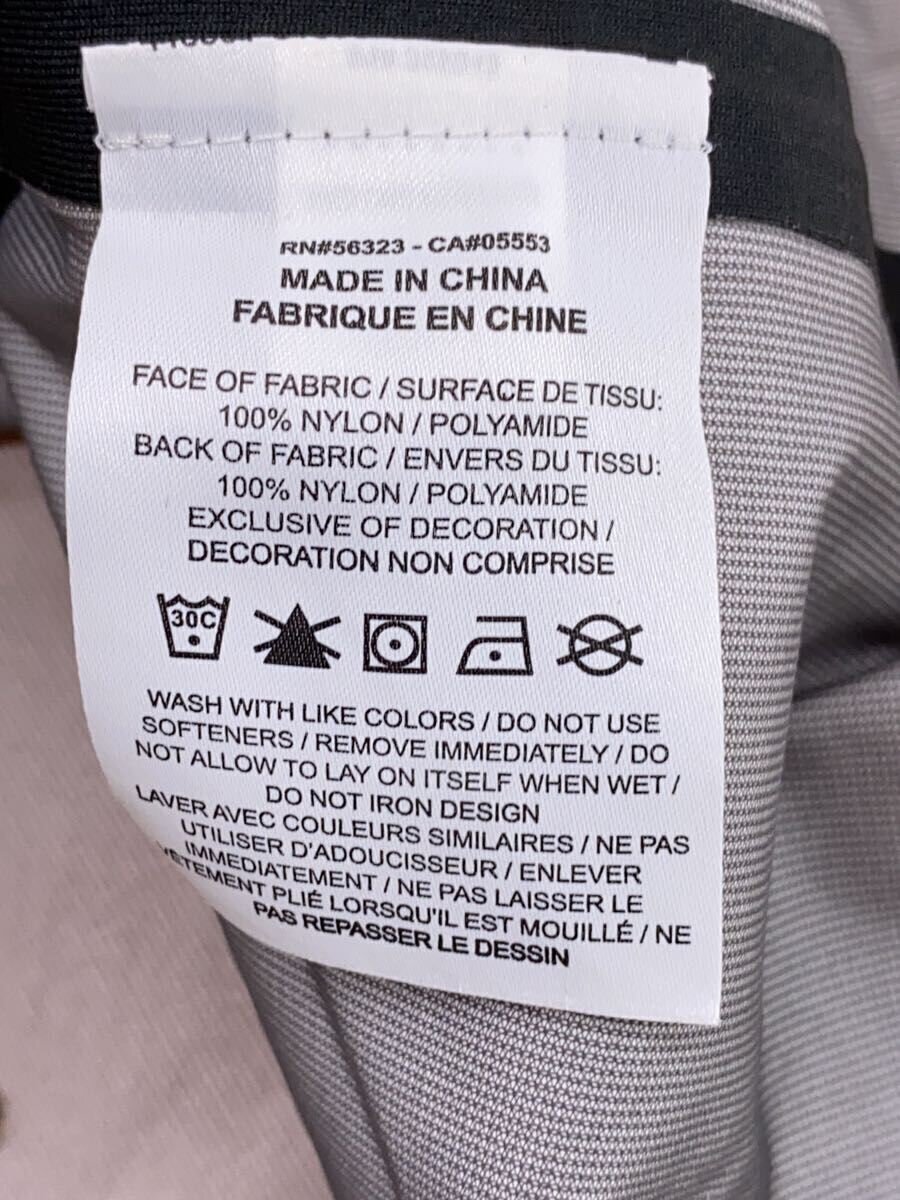 RN#56323 - CA#05553
MADE IN CHINA
FABRIQUE EN CHINE
FACE OF FABRIC / SURFACE DE TISSU:
100% NYLON / POLYAMIDE
BACK OF FABRIC / ENVERS DU TISSU:
100% NYLON / POLYAMIDE
EXCLUSIVE OF DECORATION /
DECORATION NON COMPRISE
30C
WASH WITH LIKE COLORS / DO NOT USE
SOFTENERS / REMOVE IMMEDIATELY / DO
NOT ALLOW TO LAY ON ITSELF WHEN WET /
DO NOT IRON DESIGN
LAVER AVEC COULEURS SIMILAIRES / NE PAS
UTILISER D'ADOUCISSEUR / ENLEVER
IMMEDIATEMENT / NE PAS LAISSER LE
VETEMENT PLIÉ LORSQU'IL EST MOUILLÉ / NE
PAS REPASSER LE DESSIN